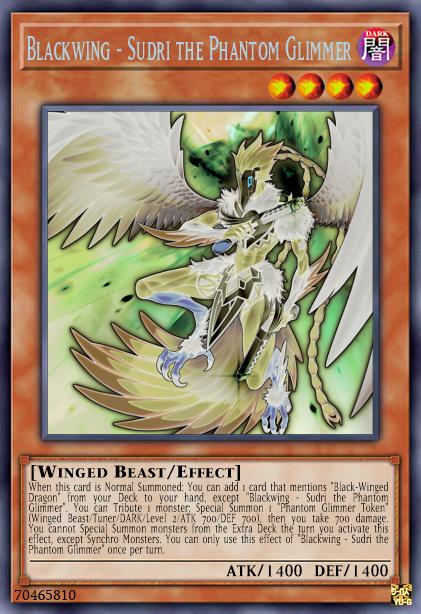 BLACKWING - SUDRI THE PHANTOM GLIMMER
DARK
闇
[WINGED BEAST/EFFECT]
When this card is Normal Summoned: You can add 1 card that mentions "Black-Winged
Dragon" from your Deck to your hand, except "Blackwing - Sudri the Phantom
Glimmer". You can Tribute 1 monster; Special Summon 1 "Phantom Glimmer Token"
(Winged Beast/Tuner/DARK/Level 2/ATK 700/DEF 700), then you take 700 damage.
You cannot Special Summon monsters from the Extra Deck the turn you activate this
effect, except Synchro Monsters. You can only use this effect of "Blackwing - Sudri the
Phantom Glimmer" once per turn.
ATK/1400 DEF/1400
70465810